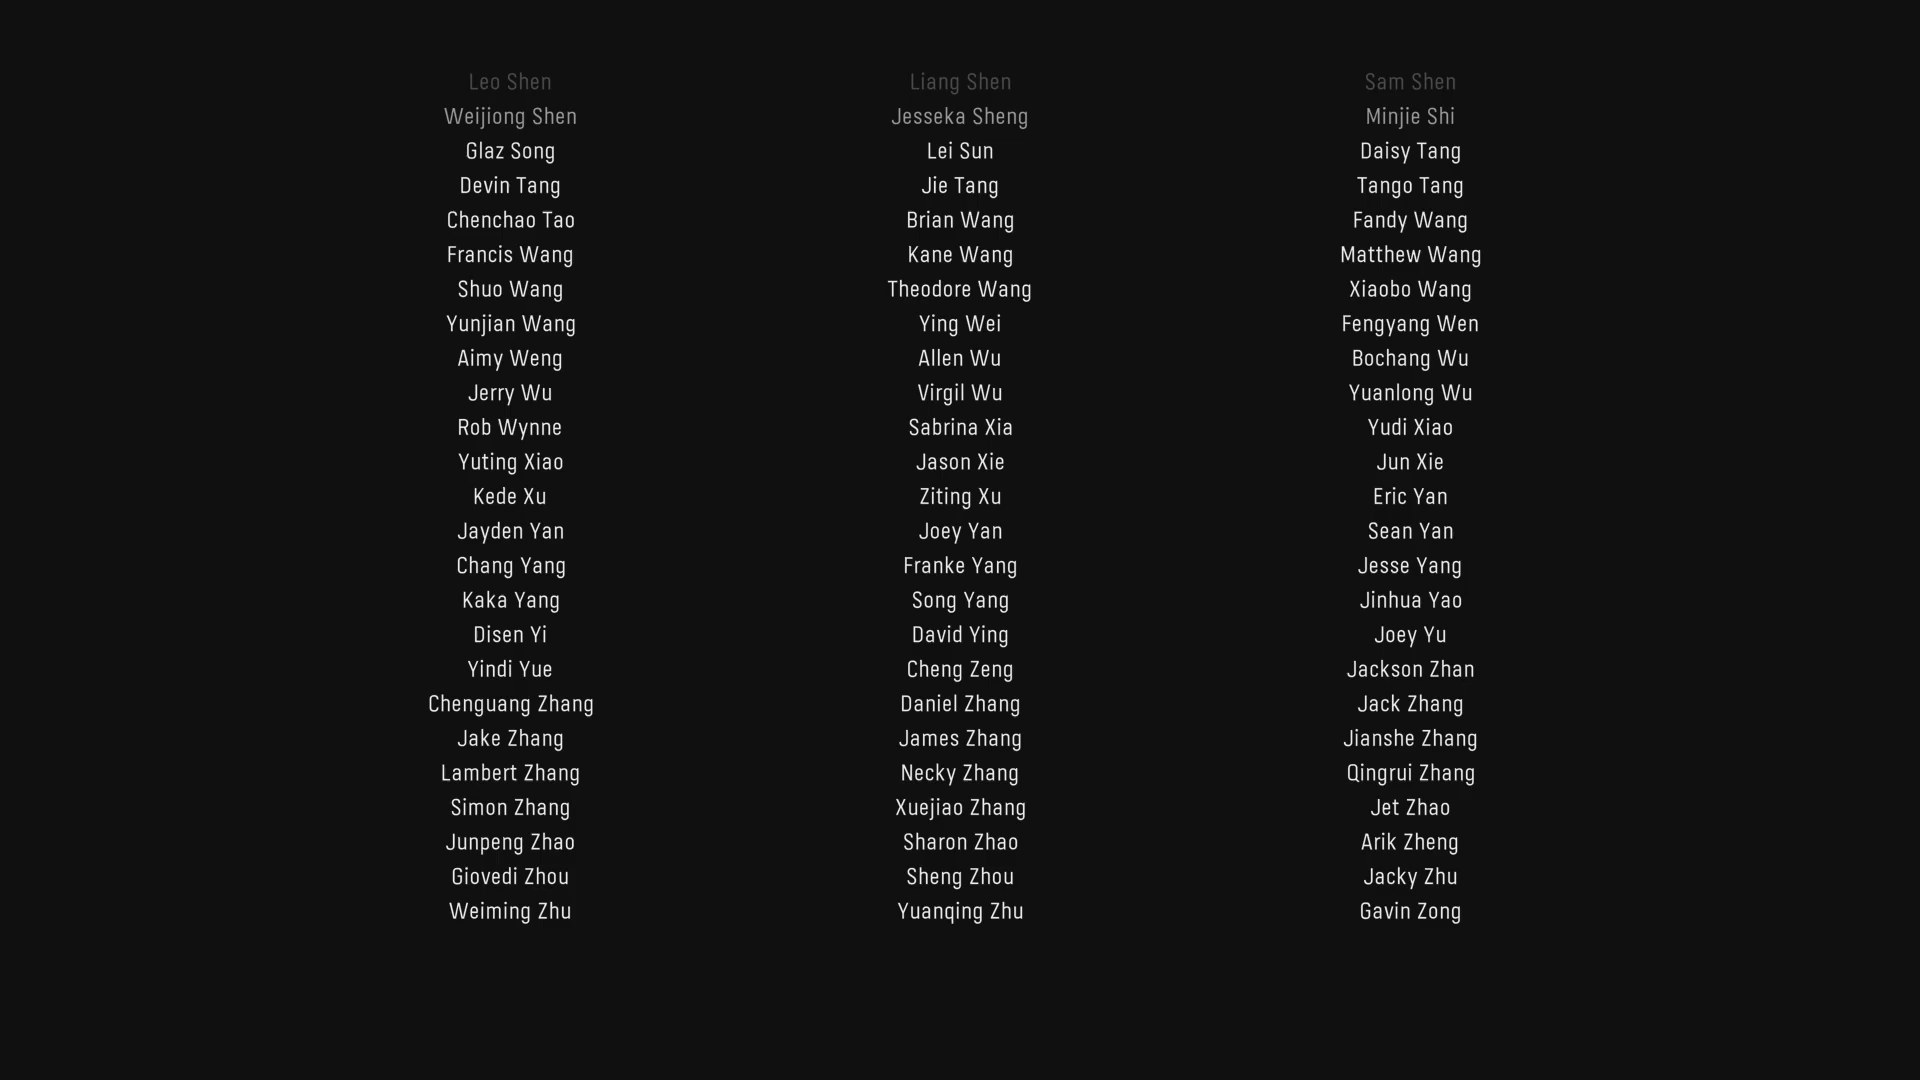 Leo Shen Liang Shen Sam Shen
Weijiong Shen Jesseka Sheng Minjie Shi
Glaz Song Lei Sun Daisy Tang
Devin Tang Jie Tang Tango Tang
Chenchao Tao Brian Wang Fandy Wang
Francis Wang Kane Wang Matthew Wang
Shuo Wang Theodore Wang Xiaobo Wang
Yunjian Wang Ying Wei Fengyang Wen
Aimy Weng Allen Wu Bochang Wu
Jerry Wu Virgil Wu Yuanlong Wu
Rob Wynne Sabrina Xia Yudi Xiao
Yuting Xiao Jason Xie Jun Xie
Kede Xu Ziting Xu Eric Yan
Jayden Yan Joey Yan Sean Yan
Chang Yang Franke Yang Jesse Yang
Kaka Yang Song Yang Jinhua Yao
Disen Yi David Ying Joey Yu
Yindi Yue Cheng Zeng Jackson Zhan
Chenguang Zhang Daniel Zhang Jack Zhang
Jake Zhang James Zhang Jianshe Zhang
Lambert Zhang Necky Zhang Qingrui Zhang
Simon Zhang Xuejiao Zhang Jet Zhao
Junpeng Zhao Sharon Zhao Arik Zheng
Giovedi Zhou Sheng Zhou Jacky Zhu
Weiming Zhu Yuanqing Zhu Gavin Zong